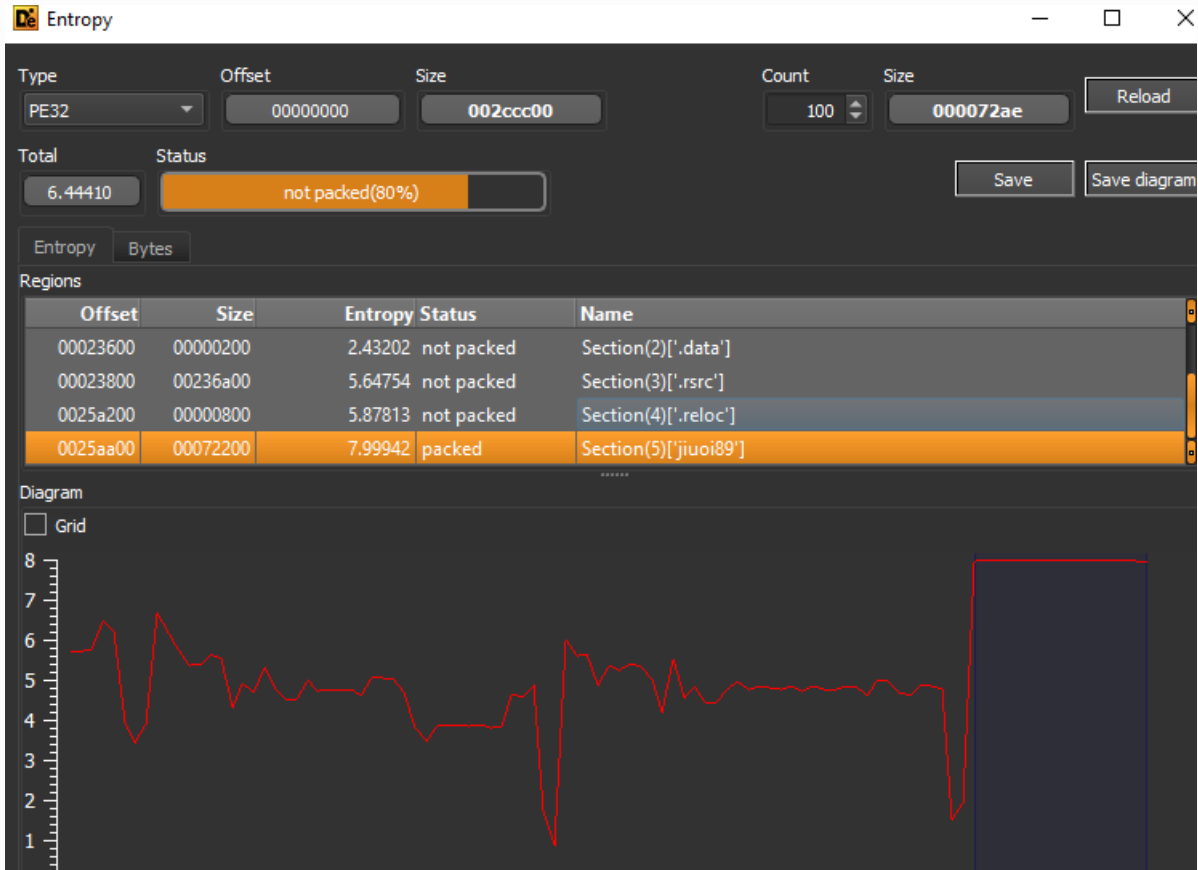 De Entropy
Type Offset Size Count Size
PE32 00000000 002ccc00 100 000072ae Reload
Total Status
6.44410 not packed(80%) Save Save diagram
Entropy Bytes
Regions
Offset Size Entropy Status Name
00023600 00000200 2.43202 not packed Section(2)['.data']
00023800 00236a00 5.64754 not packed Section(3)['.rsrc']
0025a200 00000800 5.87813 not packed Section(4)['.reloc']
0025aa00 00072200 7.99942 packed Section(5)['jiuoi89']
Diagram
Grid
8
7
6
5
4
3
2
1